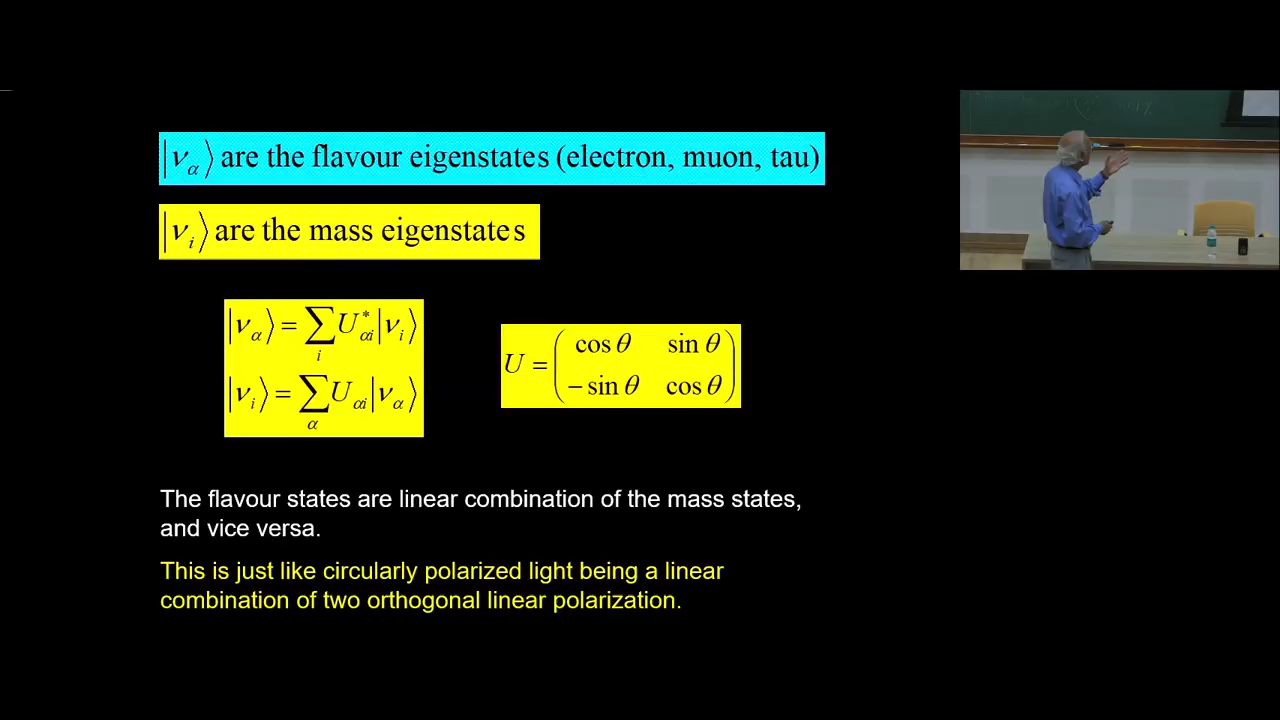 |ν_α⟩ are the flavour eigenstates (electron, muon, tau)
|ν_i⟩ are the mass eigenstates
|ν_α⟩ = ∑_i U*_αi |ν_i⟩
|ν_i⟩ = ∑_α U_αi |ν_α⟩
U = ( cos θ sin θ
− sin θ cos θ )
The flavour states are linear combination of the mass states,
and vice versa.
This is just like circularly polarized light being a linear
combination of two orthogonal linear polarization.